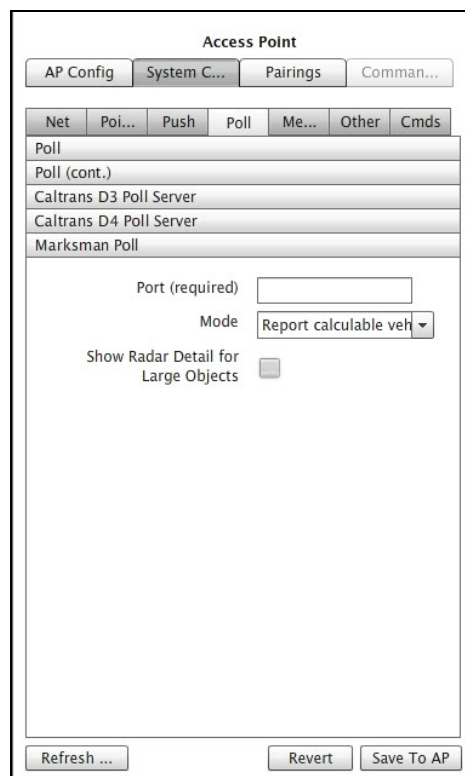 Access Point
AP Config System C... Pairings Comman...
Net Poi... Push Poll Me... Other Cmds
Poll
Poll (cont.)
Caltrans D3 Poll Server
Caltrans D4 Poll Server
Marksman Poll
Port (required)
Mode Report calculable veh
Show Radar Detail for
Large Objects
Refresh ... Revert Save To AP